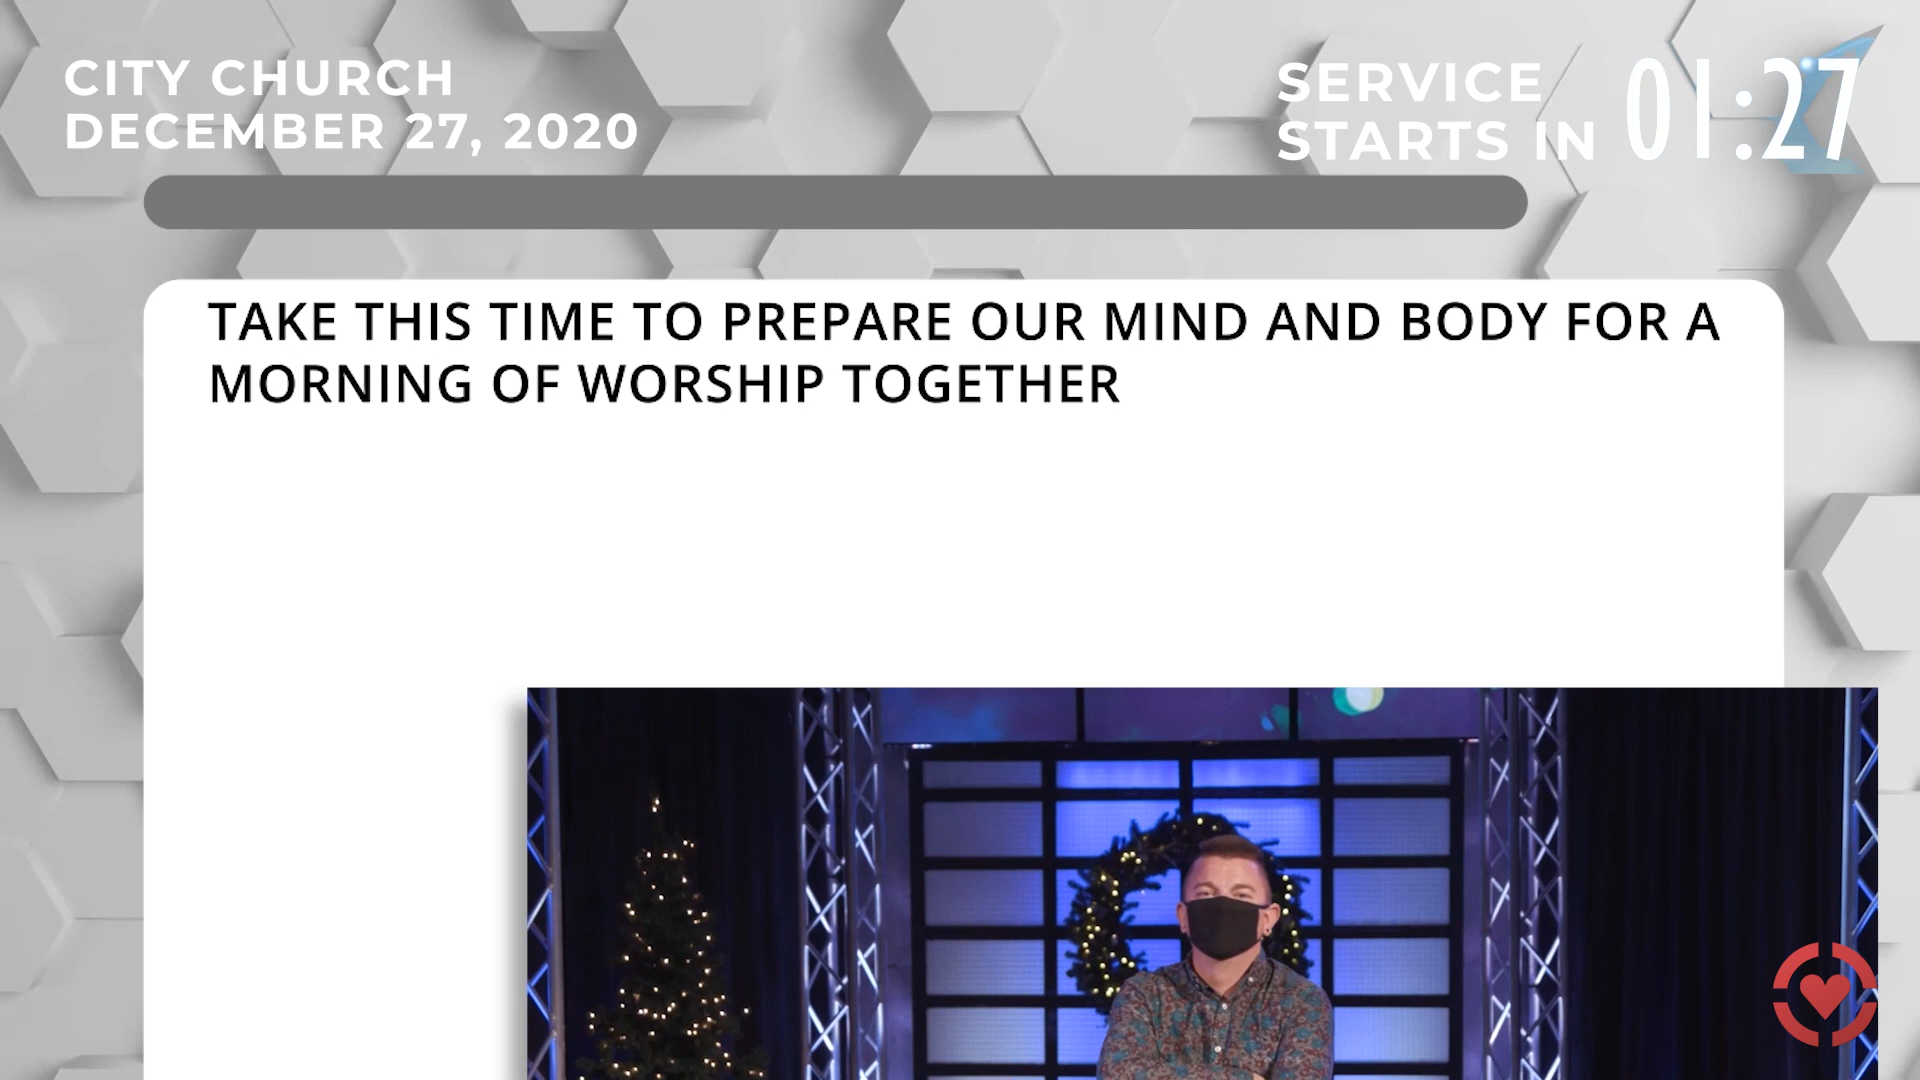 CITY CHURCH
DECEMBER 27, 2020
SERVICE
STARTS IN 01:27
TAKE THIS TIME TO PREPARE OUR MIND AND BODY FOR A
MORNING OF WORSHIP TOGETHER